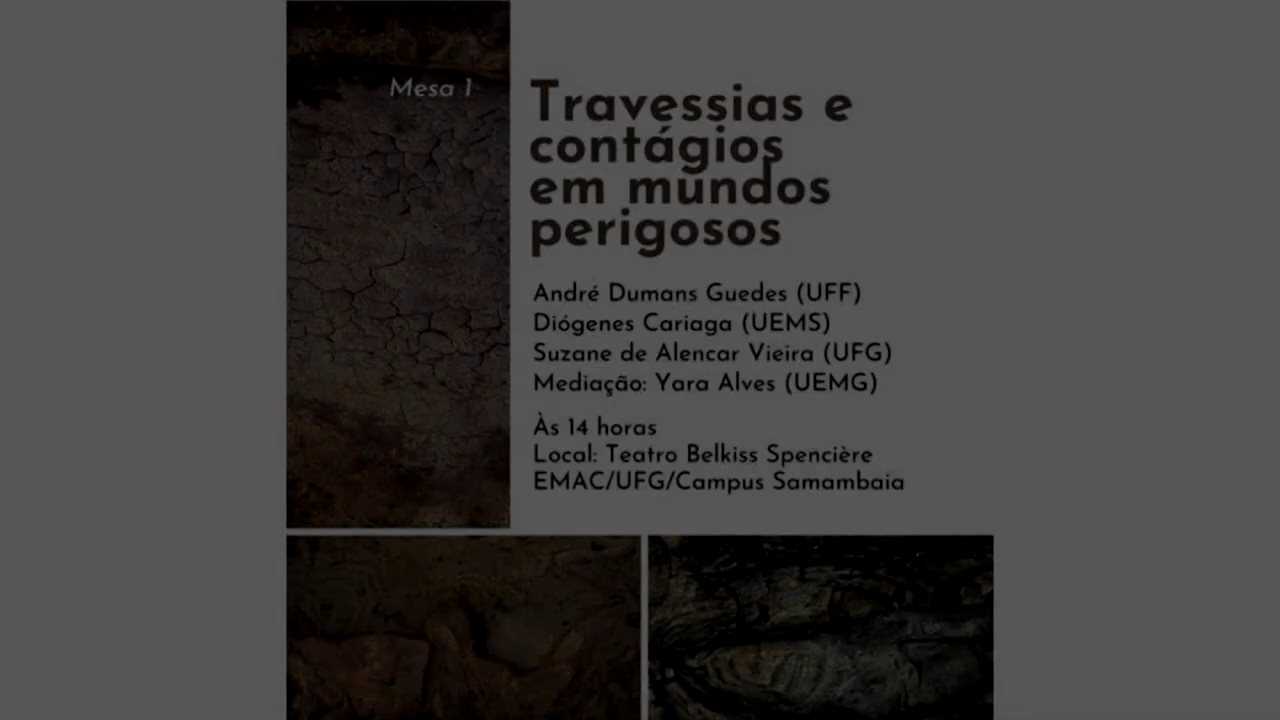 Mesa 1
Travessias e
contágios
em mundos
perigosos
André Dumans Guedes (UFF)
Diógenes Cariaga (UEMS)
Suzane de Alencar Vieira (UFG)
Mediação: Yara Alves (UEMG)
Às 14 horas
Local: Teatro Belkiss Spencière
EMAC/UFG/Campus Samambaia